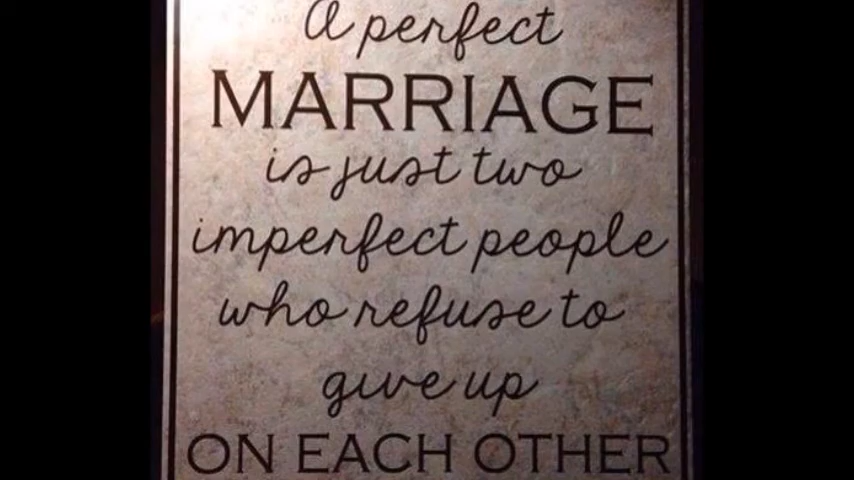 A perfect
MARRIAGE
is just two
imperfect people
who refuse to
give up
ON EACH OTHER